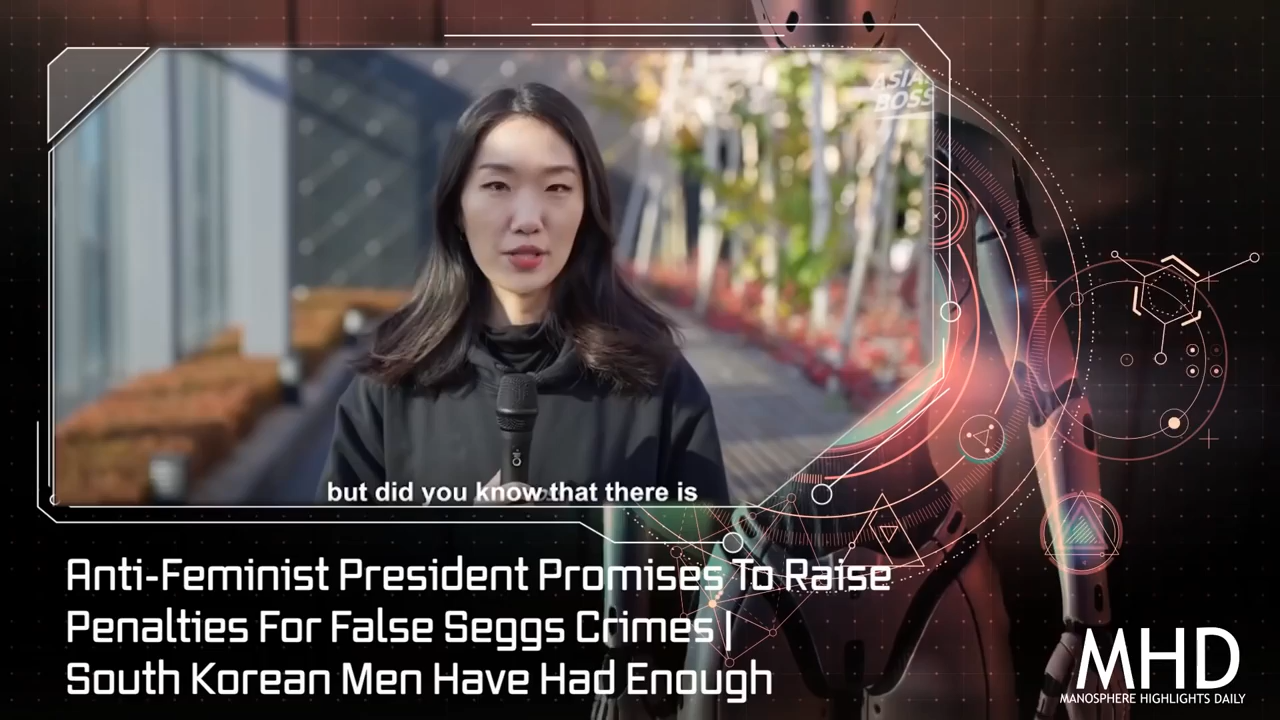 ASIAN
BOSS
but did you know that there is
Anti-Feminist President Promises To Raise
Penalties For False Seggs Crimes |
South Korean Men Have Had Enough
MHD
MANOSPHERE HIGHLIGHTS DAILY